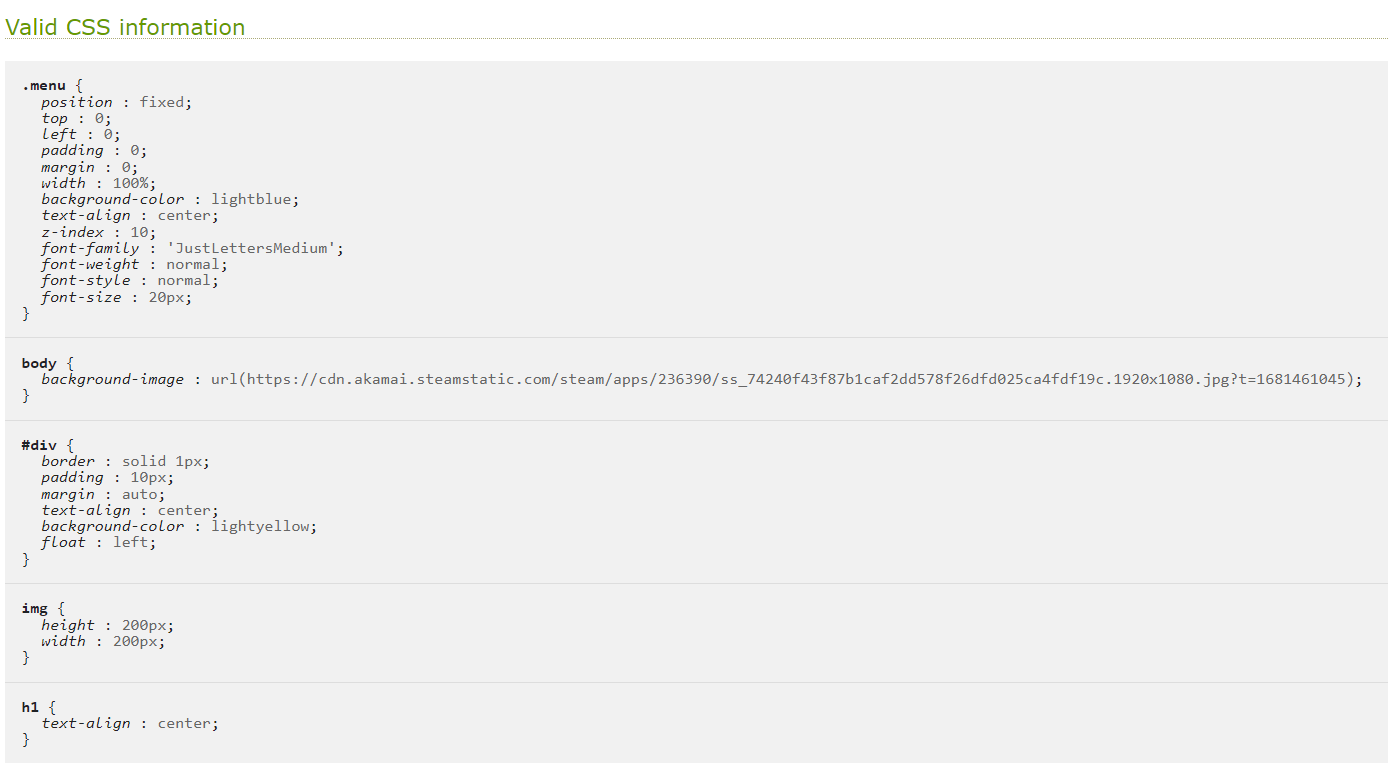 Valid CSS information
.menu {
position : fixed;
top : 0;
left : 0;
padding : 0;
margin : 0;
width : 100%;
background-color : lightblue;
text-align : center;
z-index : 10;
font-family : 'JustLettersMedium';
font-weight : normal;
font-style : normal;
font-size : 20px;
}
body {
background-image : url(https://cdn.akamai.steamstatic.com/steam/apps/236390/ss_74240f43f87b1caf2dd578f26dfd025ca4fdf19c.1920x1080.jpg?t=1681461045);
}
#div {
border : solid 1px;
padding : 10px;
margin : auto;
text-align : center;
background-color : lightyellow;
float : left;
}
img {
height : 200px;
width : 200px;
}
h1 {
text-align : center;
}